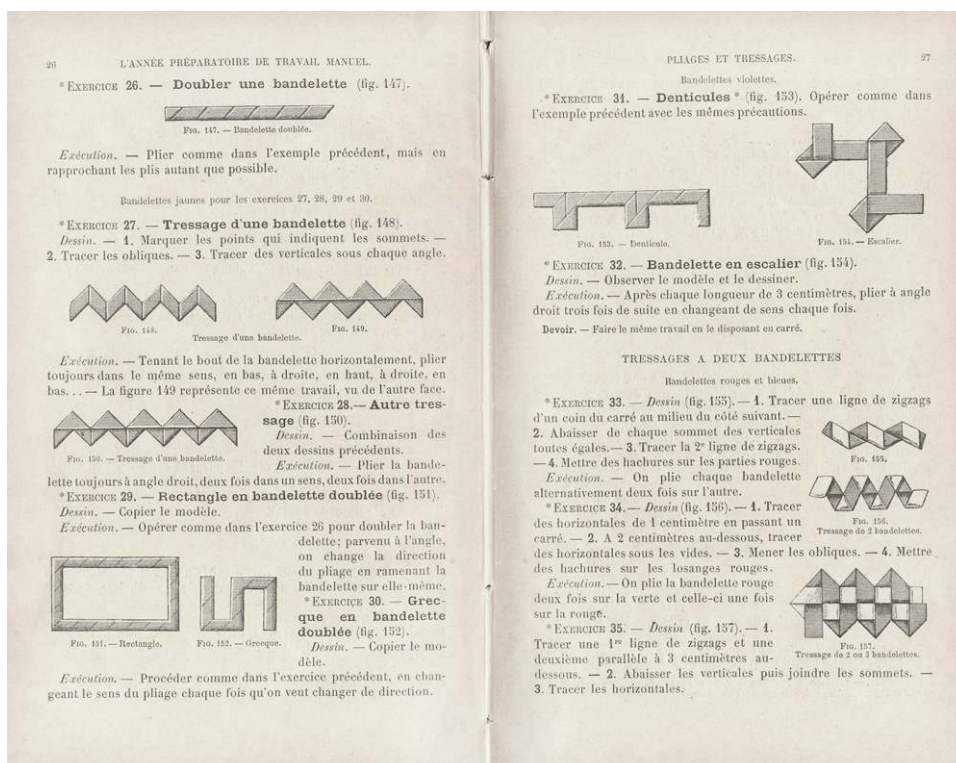 26 L'ANNÉE PRÉPARATOIRE DE TRAVAIL MANUEL.
*EXERCICE 26. — Doubler une bandelette (fig. 147).
FIG. 147. — Bandelette doublée.
Exécution. — Plier comme dans l'exemple précédent, mais en
rapprochant les plis autant que possible.
Bandelettes jaunes pour les exercices 27, 28, 29 et 30.
*EXERCICE 27. — Tressage d'une bandelette (fig. 148).
Dessin. — 1. Marquer les points qui indiquent les sommets. —
2. Tracer les obliques. — 3. Tracer des verticales sous chaque angle.
FIG. 148. FIG. 149.
Tressage d'une bandelette.
Exécution. — Tenant le bout de la bandelette horizontalement, plier
toujours dans le même sens, en bas, à droite, en haut, à droite, en
bas... — La figure 149 représente ce même travail, vu de l'autre face.
*EXERCICE 28. — Autre tres-
sage (fig. 150).
Dessin. — Combinaison des
deux dessins précédents.
FIG. 150. — Tressage d'une bandelette.
Exécution. — Plier la bande-
lette toujours à angle droit, deux fois dans un sens, deux fois dans l'autre.
*EXERCICE 29. — Rectangle en bandelette doublée (fig. 151).
Dessin. — Copier le modèle.
Exécution. — Opérer comme dans l'exercice 26 pour doubler la ban-
delette; parvenu à l'angle,
on change la direction
du pliage en ramenant la
bandelette sur elle-même.
*EXERCICE 30. — Grec-
que en bandelette
doublée (fig. 152).
Dessin. — Copier le mo-
dèle.
FIG. 151. — Rectangle. FIG. 152. — Grecque.
Exécution. — Procéder comme dans l'exercice précédent, en chan-
geant le sens du pliage chaque fois qu'on veut changer de direction.
PLIAGES ET TRESSAGES. 27
Bandelettes violettes.
*EXERCICE 31. — Denticules* (fig. 153). Opérer comme dans
l'exemple précédent avec les mêmes précautions.
FIG. 153. — Denticule. FIG. 154. — Escalier.
*EXERCICE 32. — Bandelette en escalier (fig. 154).
Dessin. — Observer le modèle et le dessiner.
Exécution. — Après chaque longueur de 3 centimètres, plier à angle
droit trois fois de suite en changeant de sens chaque fois.
Devoir. — Faire le même travail en le disposant en carré.
TRESSAGES A DEUX BANDELETTES
Bandelettes rouges et bleues.
*EXERCICE 33. — Dessin (fig. 155). — 1. Tracer une ligne de zigzags
d'un coin du carré au milieu du côté suivant. —
2. Abaisser de chaque sommet des verticales
toutes égales. — 3. Tracer la 2e ligne de zigzags.
— 4. Mettre des hachures sur les parties rouges.
FIG. 155.
Exécution. — On plie chaque bandelette
alternativement deux fois sur l'autre.
*EXERCICE 34. — Dessin (fig. 156). — 1. Tracer
des horizontales de 1 centimètre en passant un
carré. — 2. A 2 centimètres au-dessous, tracer
FIG. 156.
Tressage de 2 bandelettes.
des horizontales sous les vides. — 3. Mener les obliques. — 4. Mettre
des hachures sur les losanges rouges.
Exécution. — On plie la bandelette rouge
deux fois sur la verte et celle-ci une fois
sur la rouge.
*EXERCICE 35. — Dessin (fig. 157). — 1.
Tracer une 1re ligne de zigzags et une
deuxième parallèle à 3 centimètres au-
FIG. 157.
Tressage de 2 ou 3 bandelettes.
dessous. — 2. Abaisser les verticales puis joindre les sommets. —
3. Tracer les horizontales.